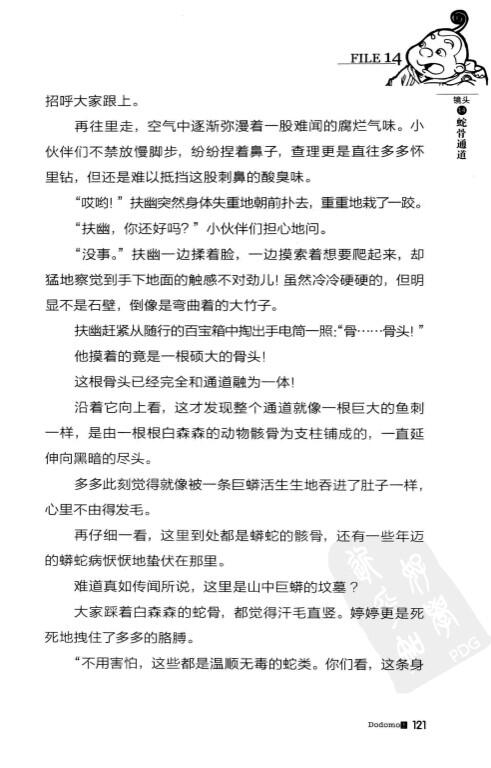 FILE 14
镜头
14
蛇骨通道
招呼大家跟上。
再往里走，空气中逐渐弥漫着一股难闻的腐烂气味。小
伙伴们不禁放慢脚步，纷纷捏着鼻子，查理更是直往多多怀
里钻，但还是难以抵挡这股刺鼻的酸臭味。
“哎哟！”扶幽突然身体失重地朝前扑去，重重地栽了一跤。
“扶幽，你还好吗？”小伙伴们担心地问。
“没事。”扶幽一边揉着脸，一边摸索着想要爬起来，却
猛地察觉到手下地面的触感不对劲儿！虽然冷冷硬硬的，但明
显不是石壁，倒像是弯曲着的大竹子。
扶幽赶紧从随行的百宝箱中掏出手电筒一照：“骨……骨头！”
他摸着的竟是一根硕大的骨头！
这根骨头已经完全和通道融为一体！
沿着它向上看，这才发现整个通道就像一根巨大的鱼刺
一样，是由一根根白森森的动物骸骨为支柱铺成的，一直延
伸向黑暗的尽头。
多多此刻觉得就像被一条巨蟒活生生地吞进了肚子一样，
心里不由得发毛。
再仔细一看，这里到处都是蟒蛇的骸骨，还有一些年迈
的蟒蛇病恹恹地蛰伏在那里。
难道真如传闻所说，这里是山中巨蟒的坟墓？
大家踩着白森森的蛇骨，都觉得汗毛直竖。婷婷更是死
死地拽住了多多的胳膊。
“不用害怕，这些都是温顺无毒的蛇类。你们看，这条身
PDG
Dodomo! 121